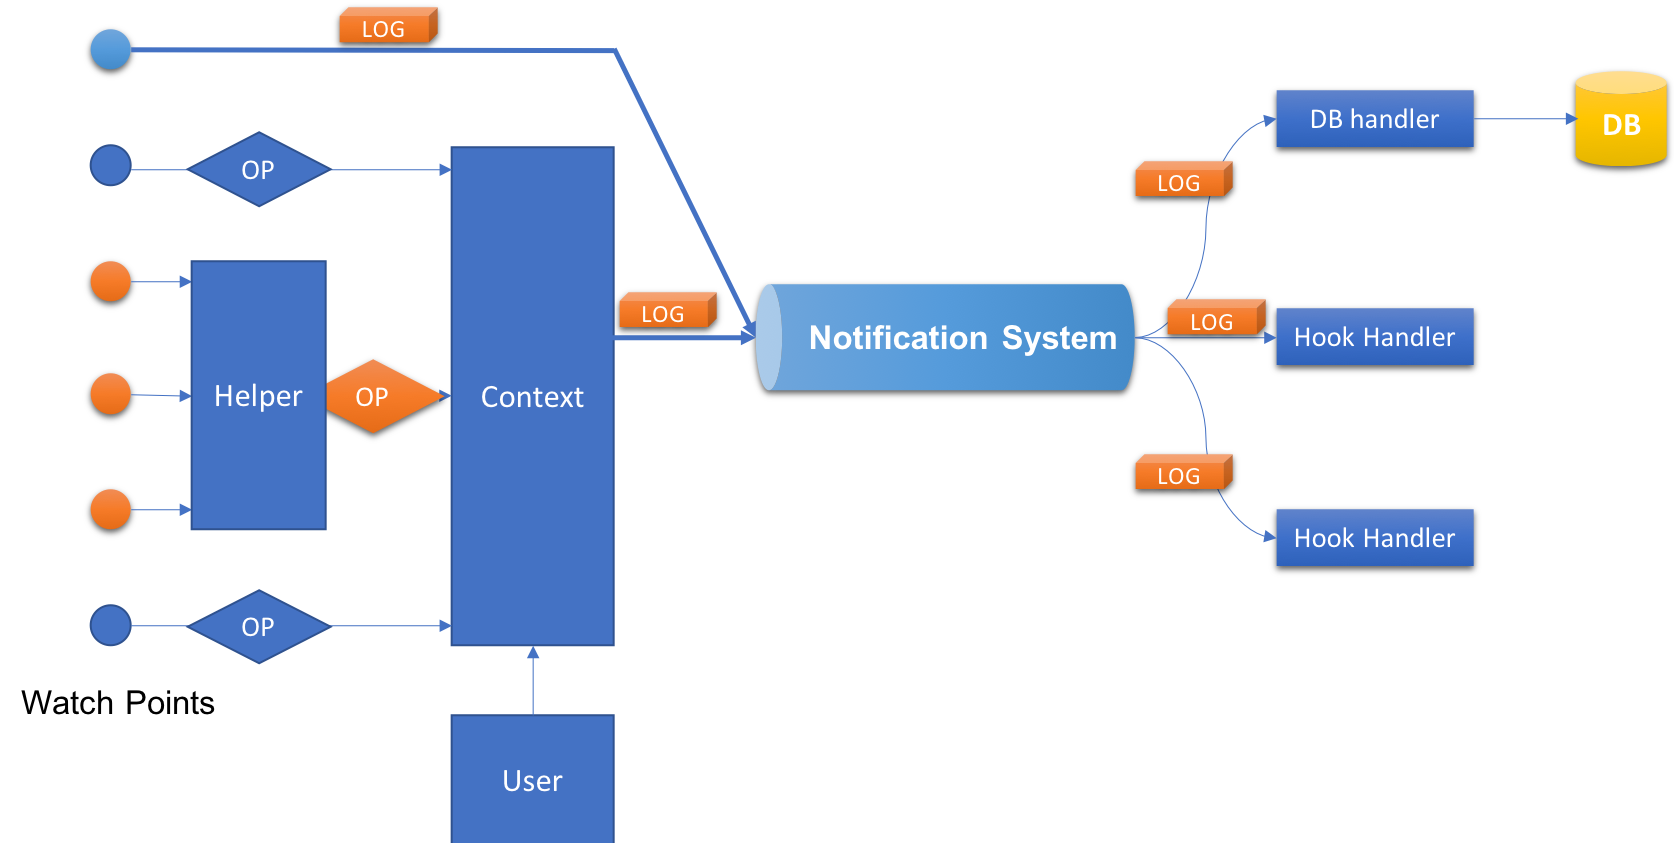 LOG
OP
Helper
OP
OP
Watch Points
Context
User
LOG
Notification System
LOG
LOG
LOG
DB handler
Hook Handler
Hook Handler
DB